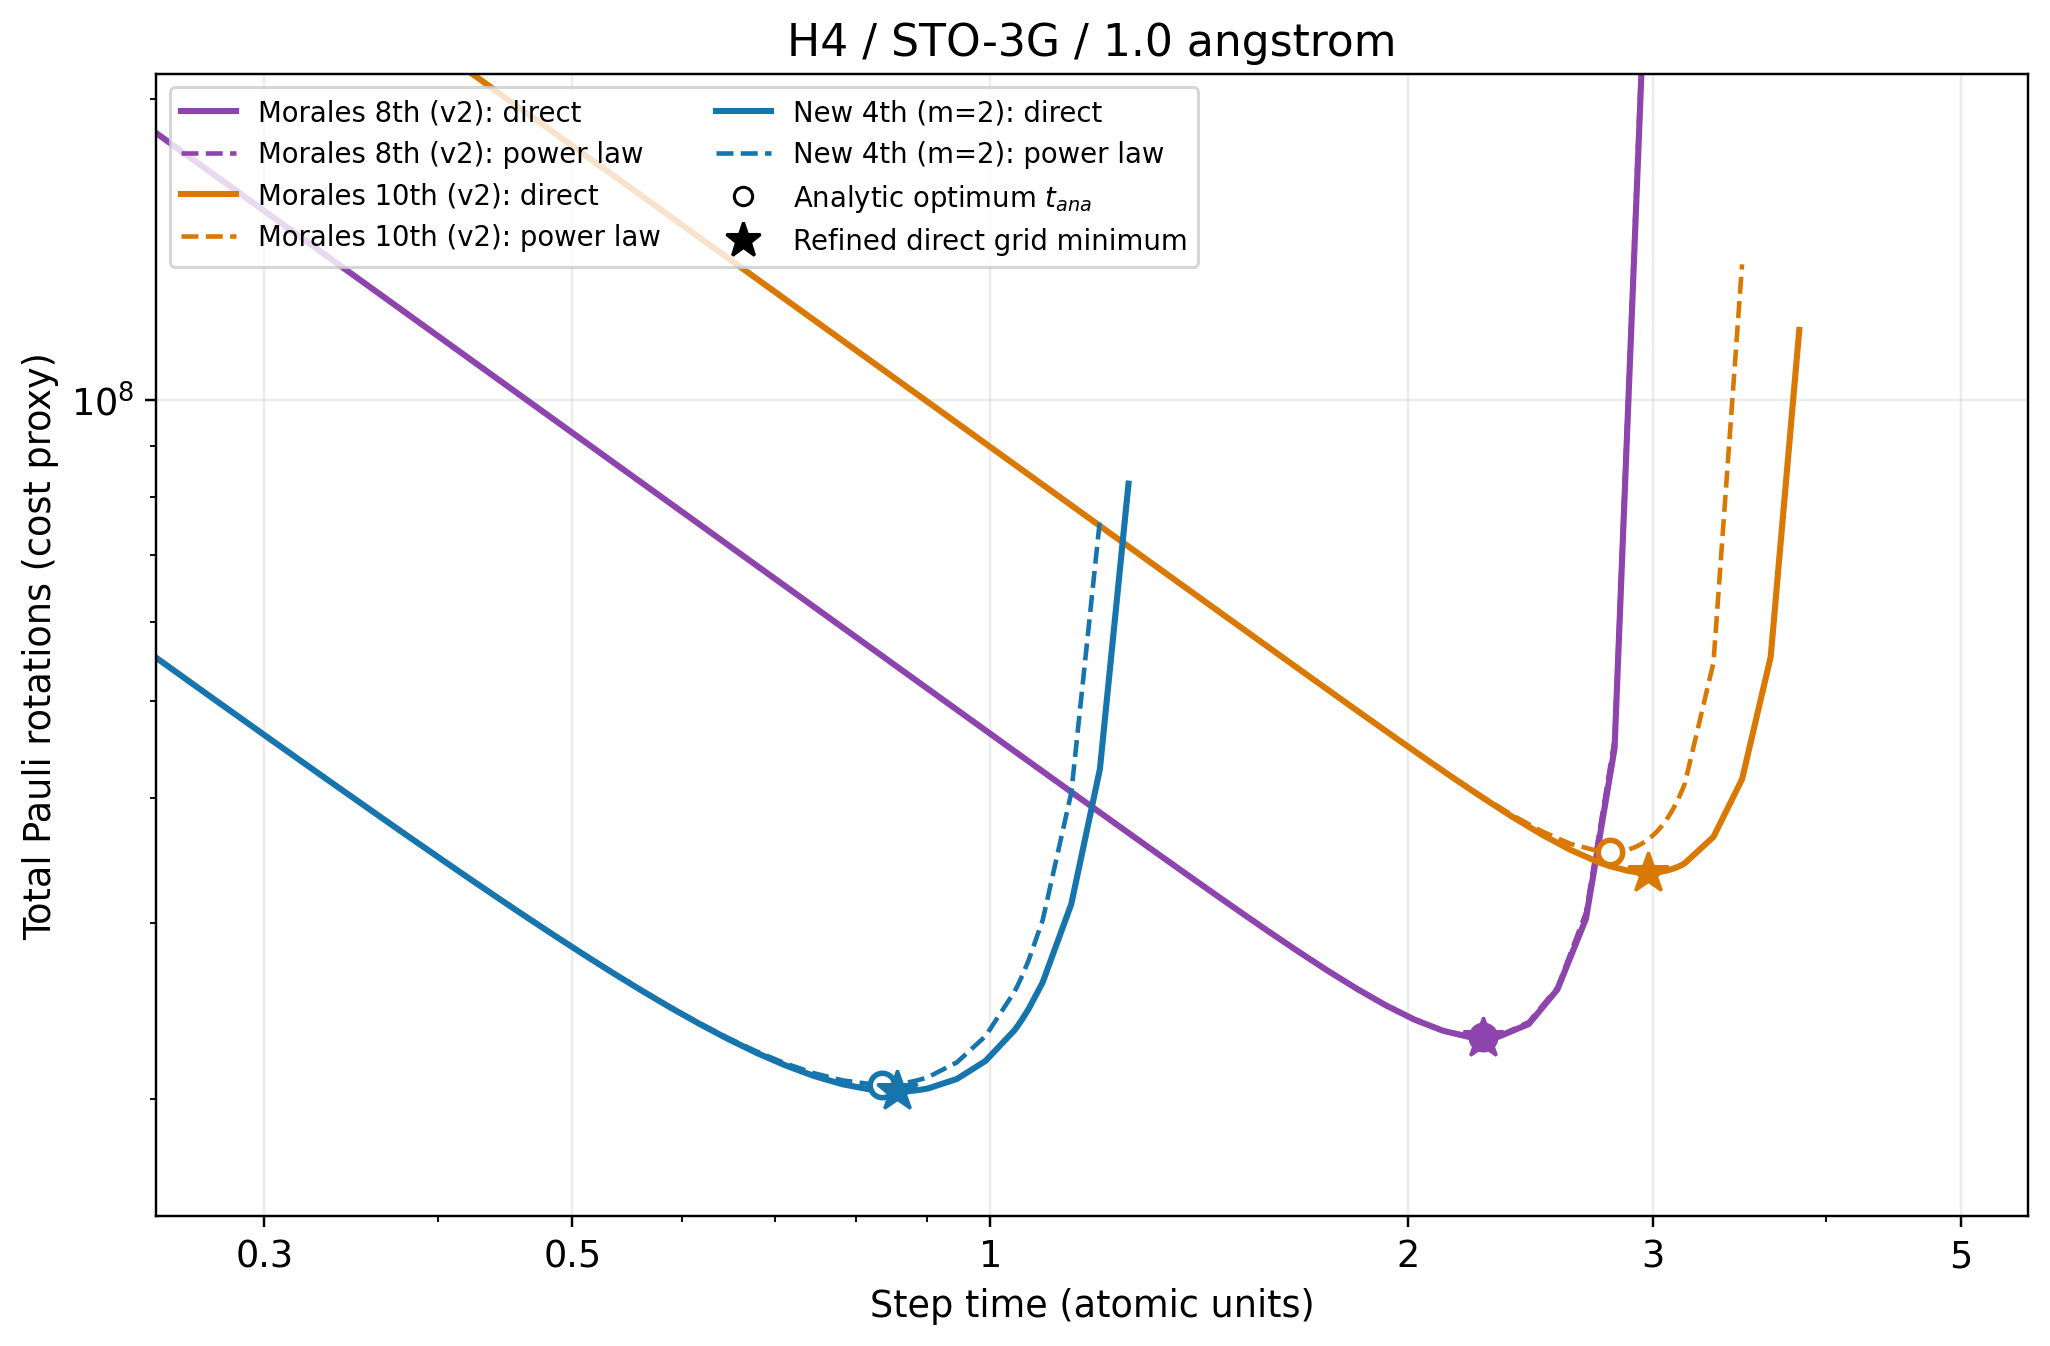 H4 / STO-3G / 1.0 angstrom
Morales 8th (v2): direct
Morales 8th (v2): power law
Morales 10th (v2): direct
Morales 10th (v2): power law
New 4th (m=2): direct
New 4th (m=2): power law
Analytic optimum t_ana
Refined direct grid minimum
Total Pauli rotations (cost proxy)
10^8
0.3 0.5 1 2 3 5
Step time (atomic units)